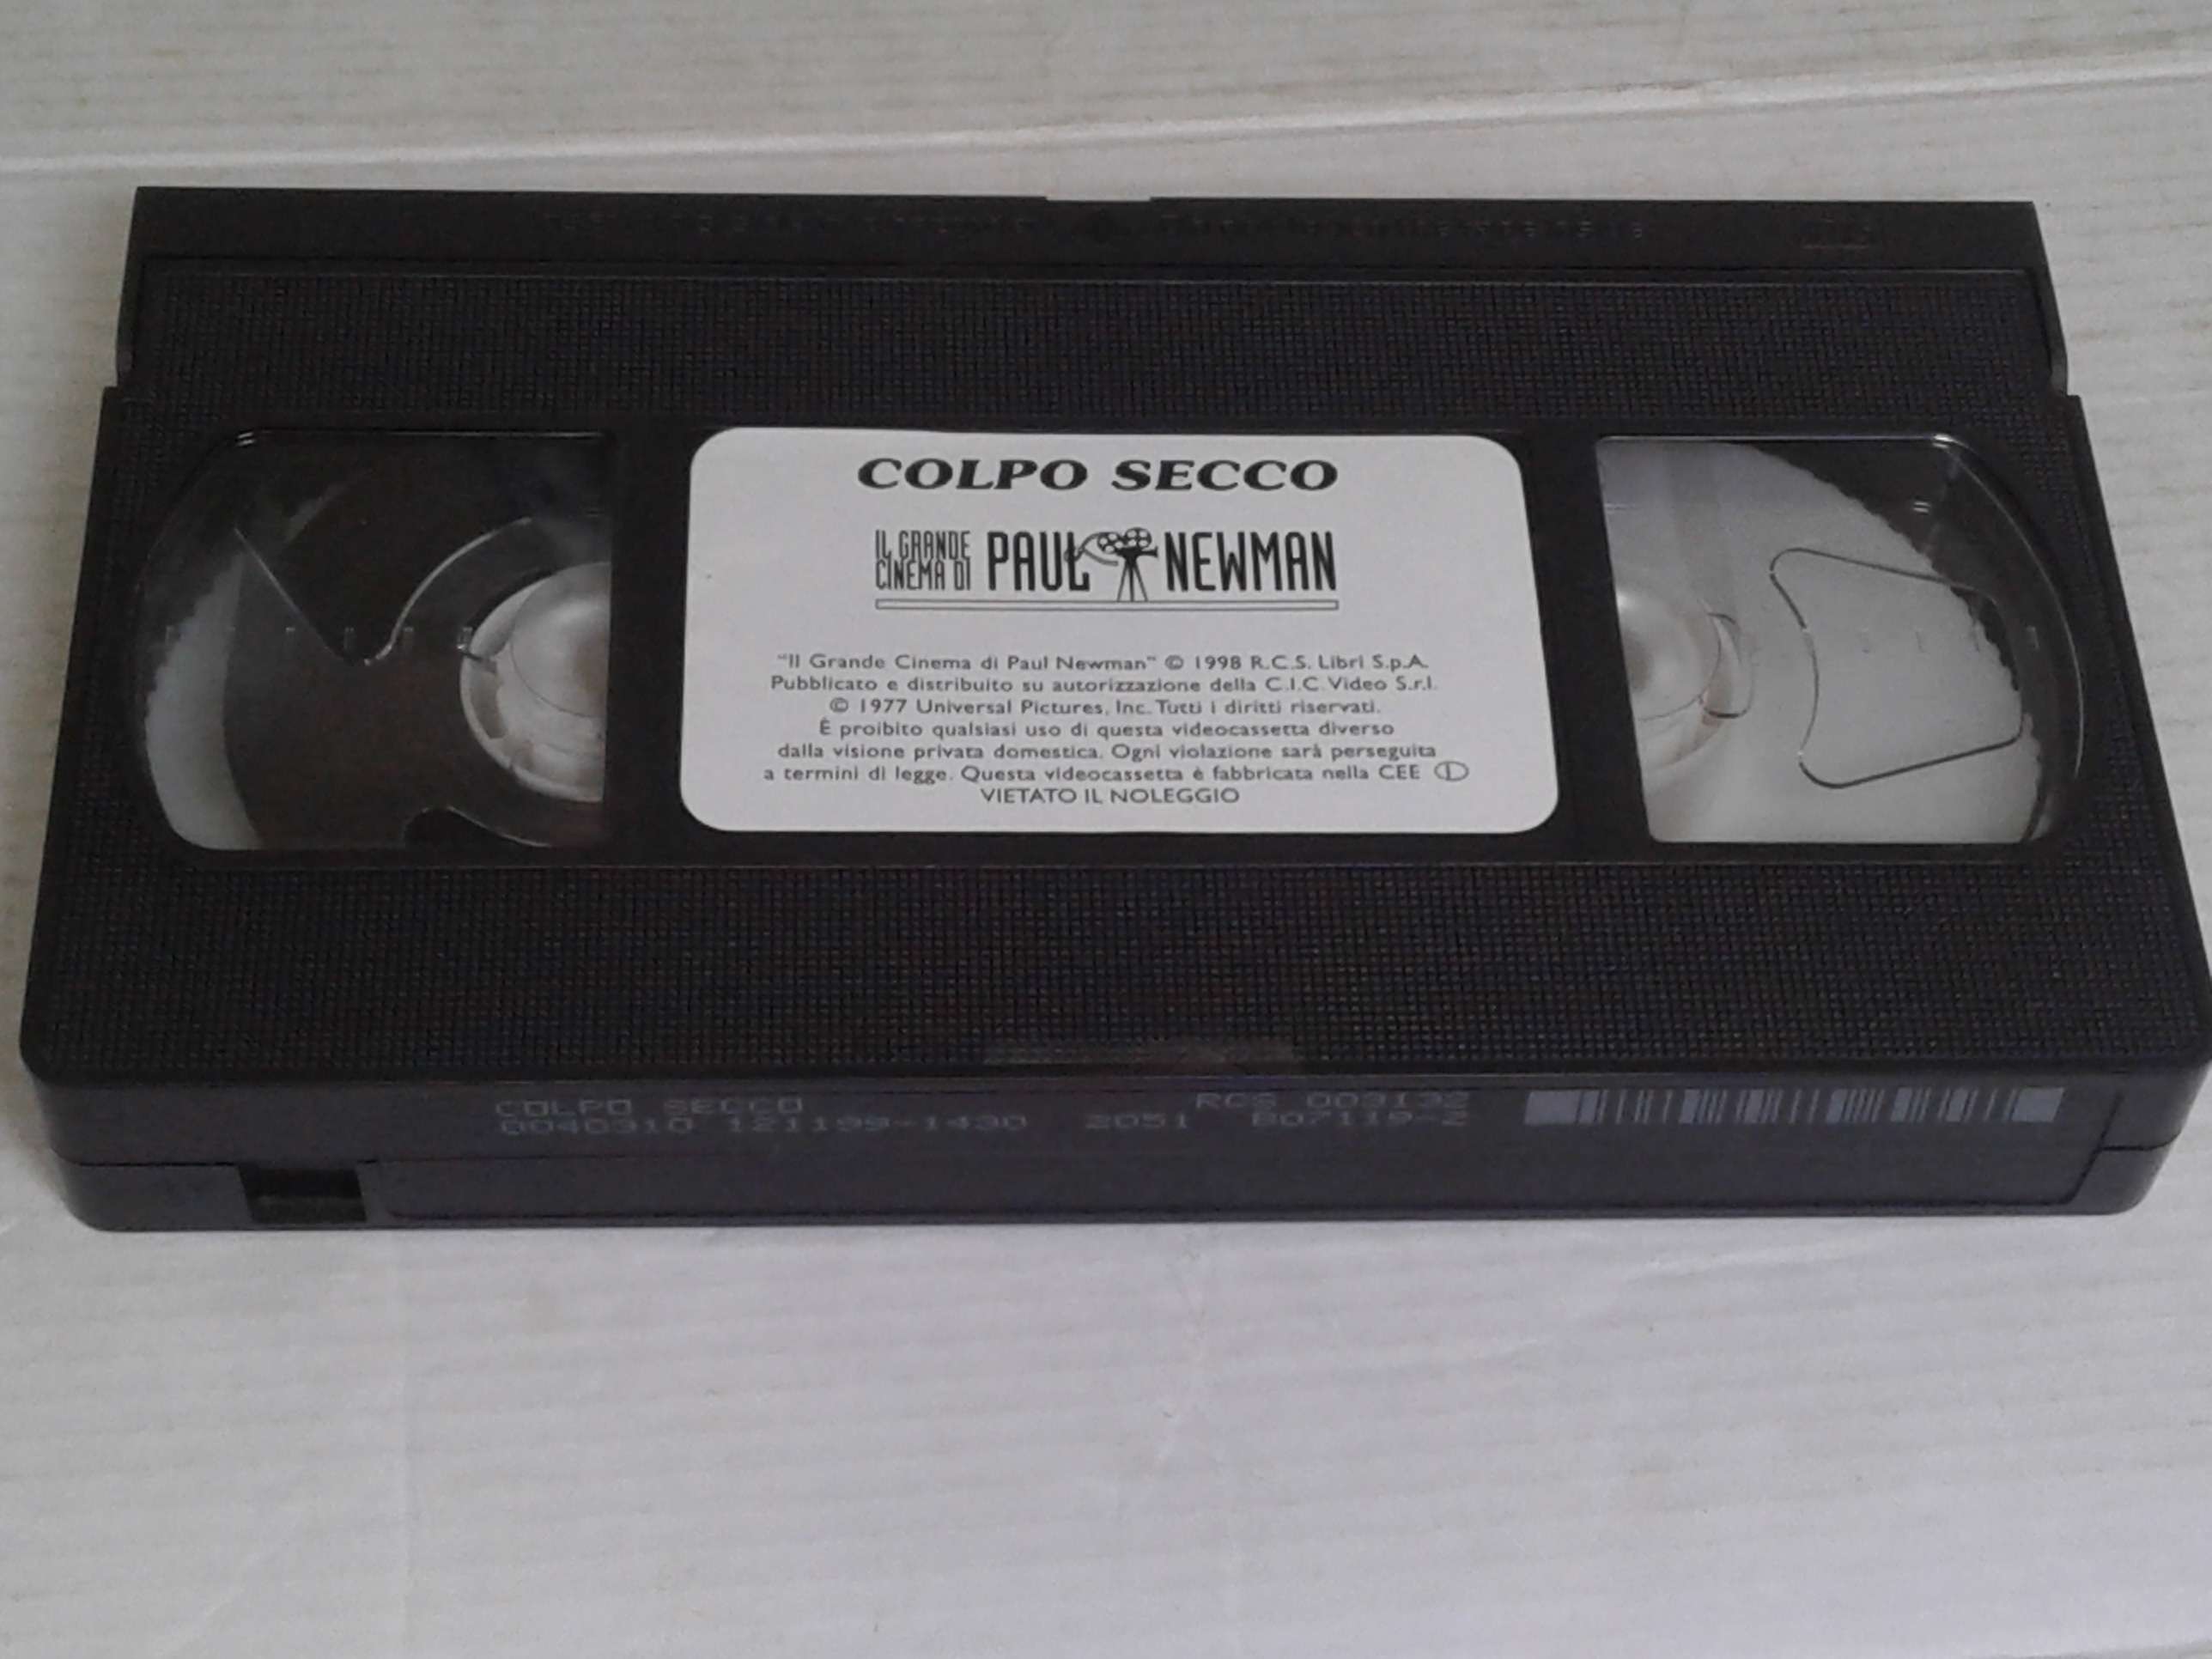 COLPO SECCO
IL GRANDE
CINEMA DI
PAUL NEWMAN
"Il Grande Cinema di Paul Newman" © 1998 R.C.S. Libri S.p.A.
Pubblicato e distribuito su autorizzazione della C.I.C. Video S.r.l.
© 1977 Universal Pictures, Inc. Tutti i diritti riservati.
È proibito qualsiasi uso di questa videocassetta diverso
dalla visione privata domestica. Ogni violazione sarà perseguita
a termini di legge. Questa videocassetta è fabbricata nella CEE
VIETATO IL NOLEGGIO
COLPO SECCO RCS 003132
0040310 121199-1430 2051 807119-2